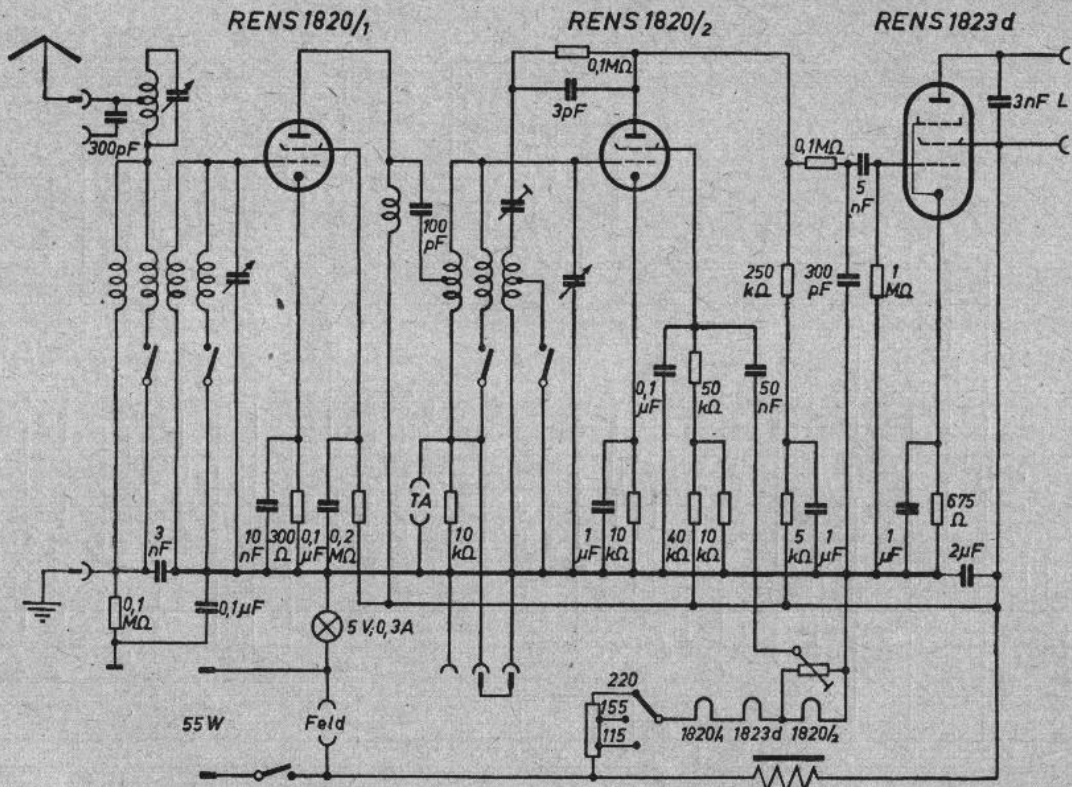 RENS 1820/1
RENS 1820/2
RENS 1823 d
0,1MΩ
3pF
3nF L
300pF
0,1MΩ
5
nF
100
pF
250
kΩ
300
pF
1
MΩ
0,1
µF
50
kΩ
50
nF
TA
3
nF
10
nF
300
Ω
0,1
µF
0,2
MΩ
10
kΩ
1
µF
10
kΩ
40
kΩ
10
kΩ
5
kΩ
1
µF
1
µF
675
Ω
2µF
0,1
MΩ
0,1µF
5 V; 0,3A
220
155
115
55 W
Feld
1820/1
1823 d
1820/2